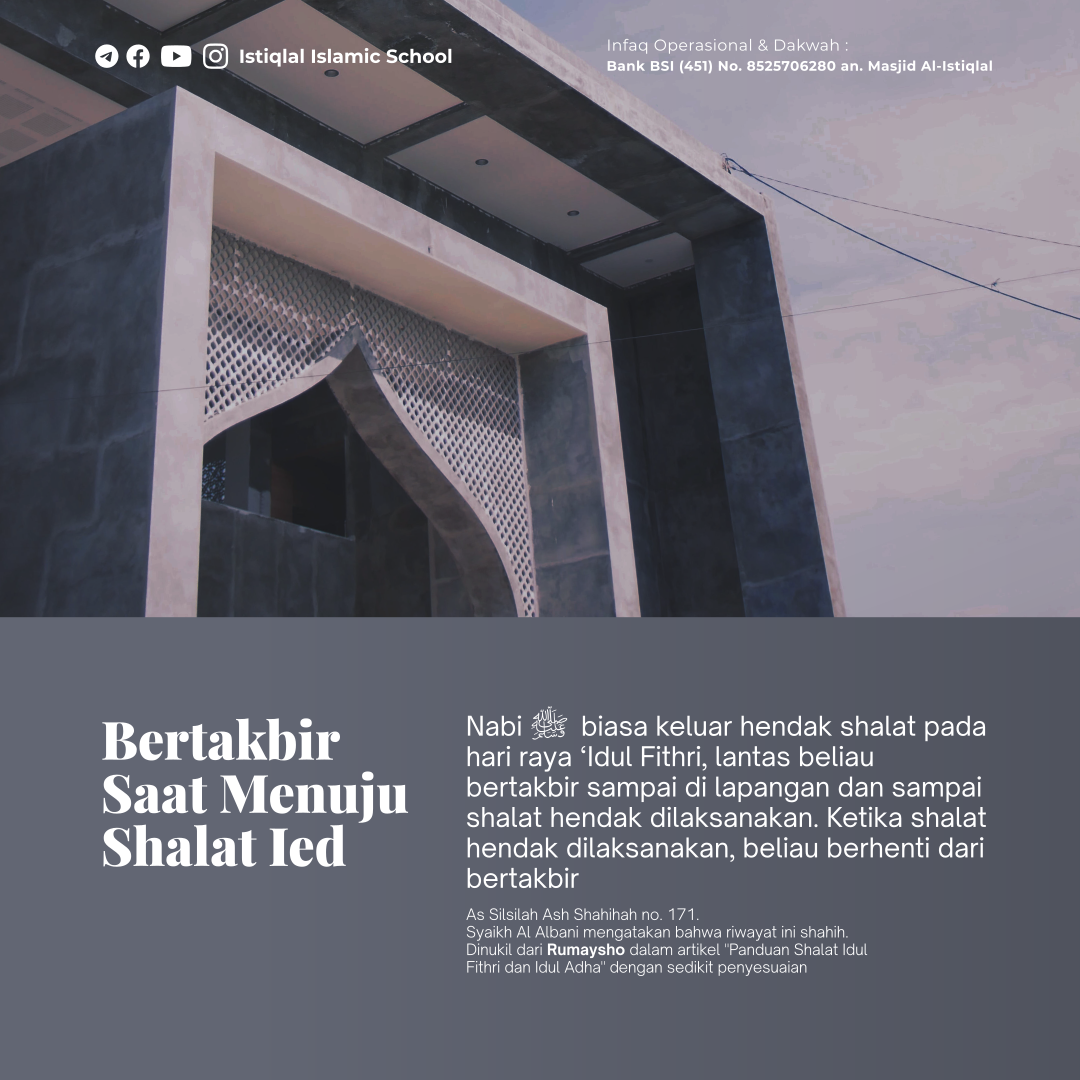 Istiqlal Islamic School
Infaq Operasional & Dakwah :
Bank BSI (451) No. 8525706280 an. Masjid Al-Istiqlal
Bertakbir
Saat Menuju
Shalat Ied
Nabi ﷺ biasa keluar hendak shalat pada
hari raya ‘Idul Fithri, lantas beliau
bertakbir sampai di lapangan dan sampai
shalat hendak dilaksanakan. Ketika shalat
hendak dilaksanakan, beliau berhenti dari
bertakbir
As Silsilah Ash Shahihah no. 171.
Syaikh Al Albani mengatakan bahwa riwayat ini shahih.
Dinukil dari Rumaysho dalam artikel "Panduan Shalat Idul
Fithri dan Idul Adha" dengan sedikit penyesuaian